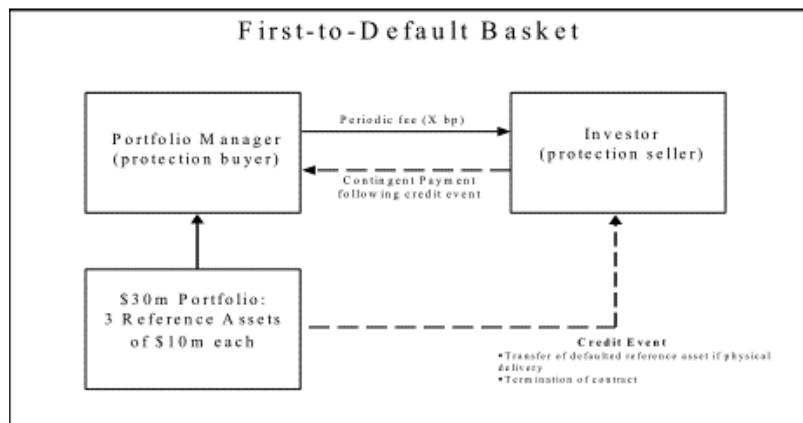 First-to-Default Basket
Portfolio Manager
(protection buyer)
Periodic fee (X bp)
Contingent Payment
following credit event
Investor
(protection seller)
$30m Portfolio:
3 Reference Assets
of $10m each
Credit Event
▪Transfer of defaulted reference asset if physical
delivery
▪Termination of contract